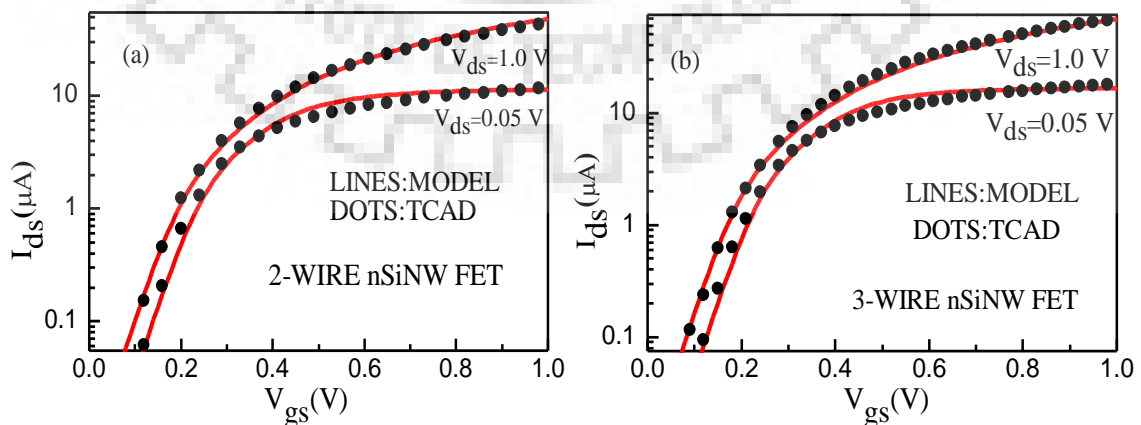 (a)
V_ds=1.0 V
V_ds=0.05 V
LINES:MODEL
DOTS:TCAD
2-WIRE nSiNW FET
I_ds(μA)
10
1
0.1
0.0 0.2 0.4 0.6 0.8 1.0
V_gs(V)
(b)
V_ds=1.0 V
V_ds=0.05 V
LINES:MODEL
DOTS:TCAD
3-WIRE nSiNW FET
I_ds(μA)
10
1
0.1
0.0 0.2 0.4 0.6 0.8 1.0
V_gs(V)